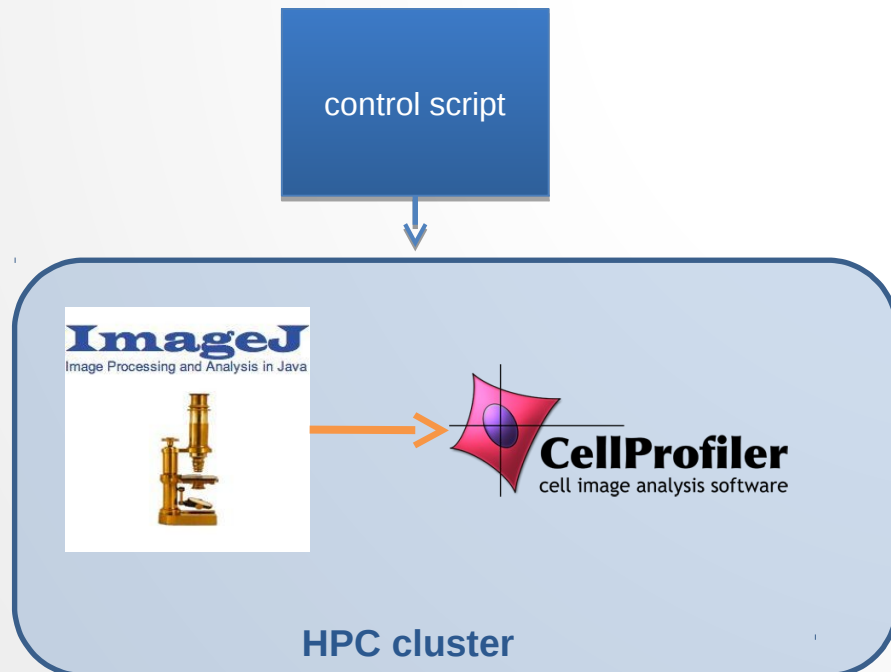 control script
ImageJ
Image Processing and Analysis in Java
CellProfiler
cell image analysis software
HPC cluster